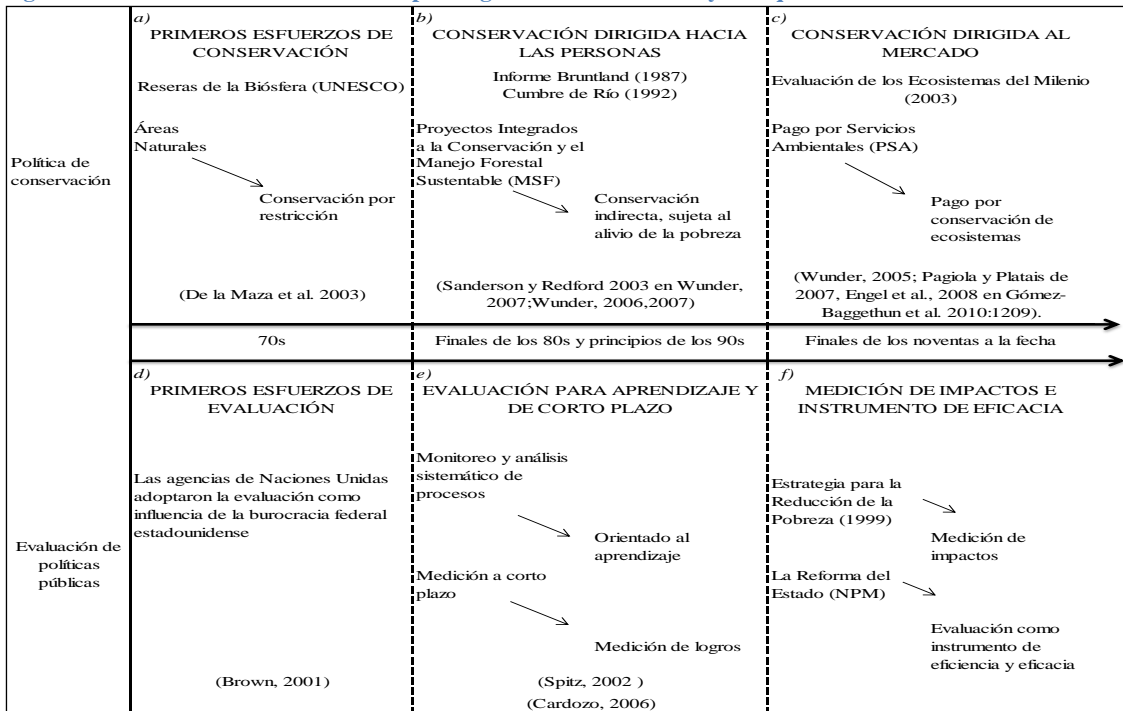 a)
PRIMEROS ESFUERZOS DE
CONSERVACIÓN
Reseras de la Biósfera (UNESCO)
Áreas
Naturales
Conservación por
restricción
(De la Maza et al. 2003)
b)
CONSERVACIÓN DIRIGIDA HACIA
LAS PERSONAS
Informe Bruntland (1987)
Cumbre de Río (1992)
Proyectos Integrados
a la Conservación y el
Manejo Forestal
Sustentable (MSF)
Conservación
indirecta, sujeta al
alivio de la pobreza
(Sanderson y Redford 2003 en Wunder,
2007;Wunder, 2006,2007)
c)
CONSERVACIÓN DIRIGIDA AL
MERCADO
Evaluación de los Ecosistemas del Milenio
(2003)
Pago por Servicios
Ambientales (PSA)
Pago por
conservación de
ecosistemas
(Wunder, 2005; Pagiola y Platais de
2007, Engel et al., 2008 en Gómez-
Baggethun et al. 2010:1209).
Política de
conservación
70s
Finales de los 80s y principios de los 90s
Finales de los noventas a la fecha
Evaluación de
políticas
públicas
d)
PRIMEROS ESFUERZOS DE
EVALUACIÓN
Las agencias de Naciones Unidas
adoptaron la evaluación como
influencia de la burocracia federal
estadounidense
(Brown, 2001)
e)
EVALUACIÓN PARA APRENDIZAJE Y
DE CORTO PLAZO
Monitoreo y análisis
sistemático de
procesos
Orientado al
aprendizaje
Medición a corto
plazo
Medición de logros
(Spitz, 2002 )
(Cardozo, 2006)
f)
MEDICIÓN DE IMPACTOS E
INSTRUMENTO DE EFICACIA
Estrategia para la
Reducción de la
Pobreza (1999)
Medición de
impactos
La Reforma del
Estado (NPM)
Evaluación como
instrumento de
eficiencia y eficacia